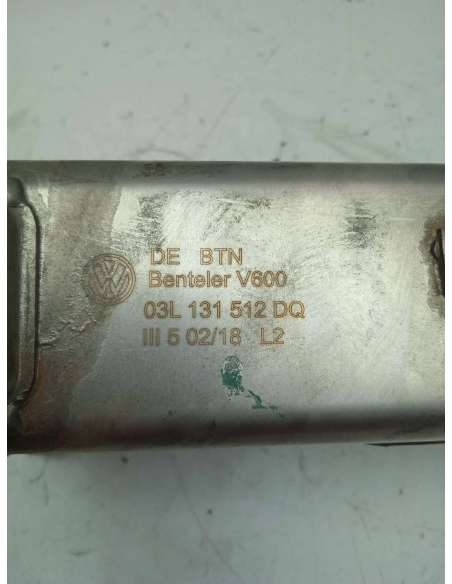 DE BTN
Benteler V600
03L 131 512 DQ
III 5 02/18 L2